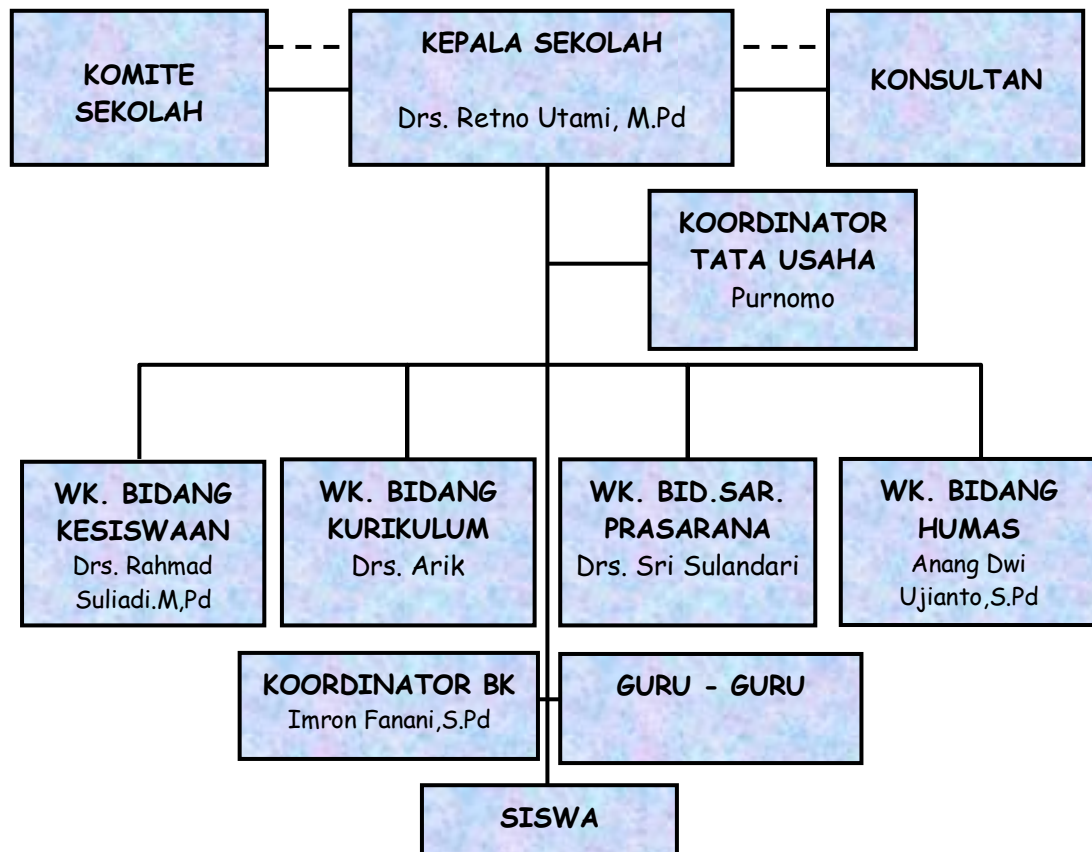 KOMITE
SEKOLAH
KEPALA SEKOLAH
Drs. Retno Utami, M.Pd
KONSULTAN
KOORDINATOR
TATA USAHA
Purnomo
WK. BIDANG
KESISWAAN
Drs. Rahmad
Suliadi.M,Pd
WK. BIDANG
KURIKULUM
Drs. Arik
WK. BID.SAR.
PRASARANA
Drs. Sri Sulandari
WK. BIDANG
HUMAS
Anang Dwi
Ujianto,S.Pd
KOORDINATOR BK
Imron Fanani,S.Pd
GURU - GURU
SISWA